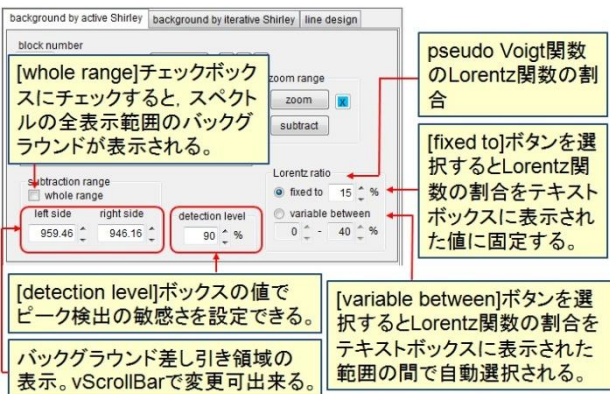 background by active Shirley
background by iterative Shirley
line design
block number
[whole range]チェックボック
スにチェックすると, スペクト
ルの全表示範囲のバックグ
ラウンドが表示される。
zoom range
zoom
x
subtract
pseudo Voigt関数
のLorentz関数の割
合
[fixed to]ボタンを選
択するとLorentz関
数の割合をテキスト
ボックスに表示され
た値に固定する。
subtraction range
whole range
left side
right side
959.46
946.16
detection level
90 %
Lorentz ratio
fixed to 15 %
variable between
0 - 40 %
[detection level]ボックスの値で
ピーク検出の敏感さを設定できる。
[variable between]ボタンを選
択するとLorentz関数の割合を
テキストボックスに表示された
範囲の間で自動選択される。
バックグラウンド差し引き領域の
表示。vScrollBarで変更可出来る。